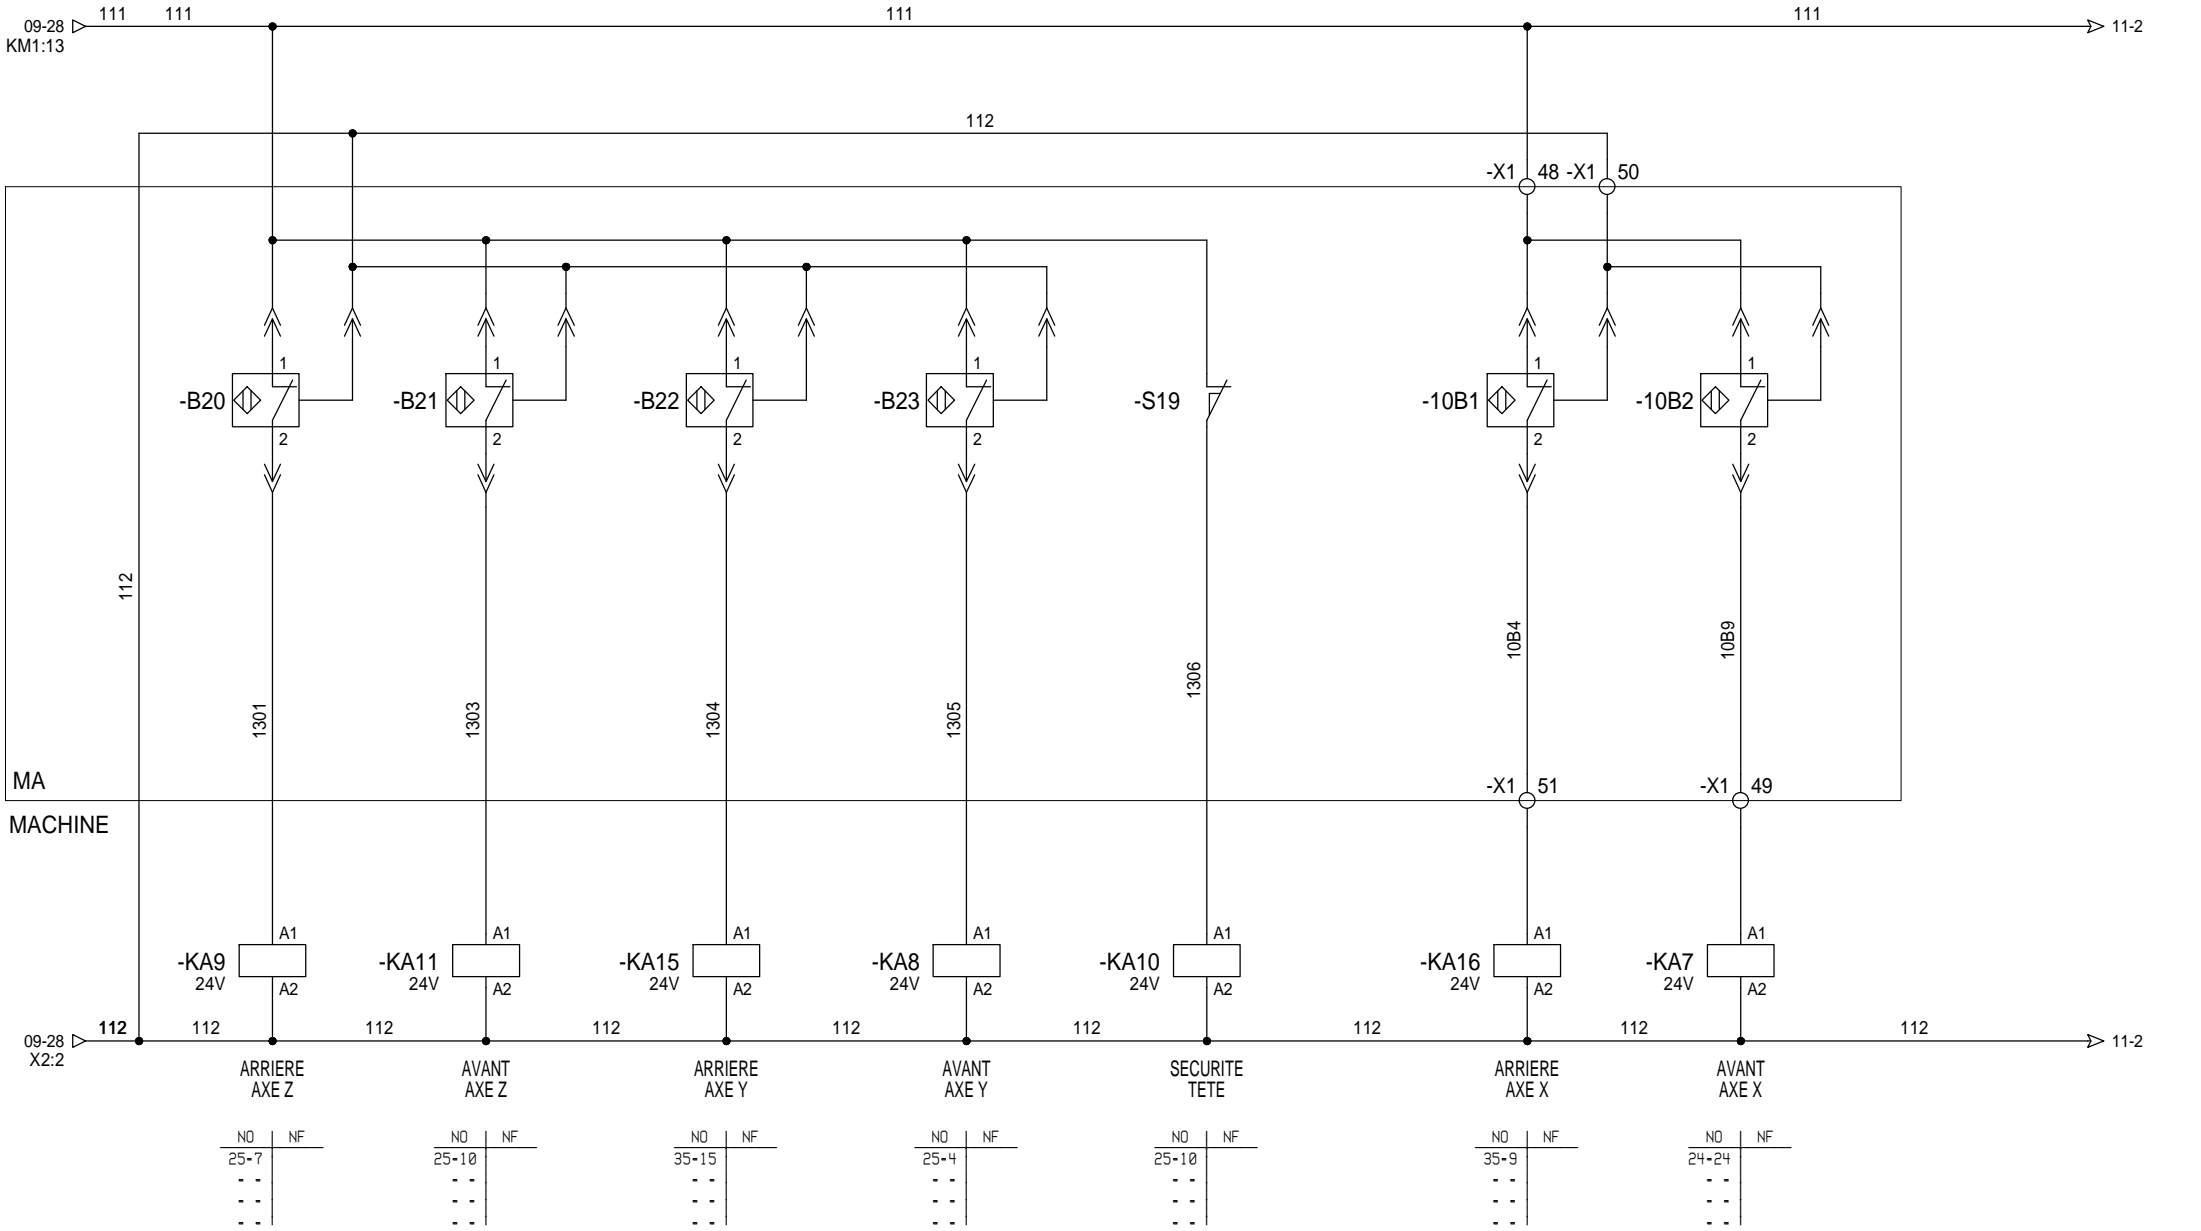 111 111 111 111
09-28 11-2
KM1:13
112
-X1 48 -X1 50
1 1 1 1 1 1
-B20 -B21 -B22 -B23 -S19 -10B1 -10B2
2 2 2 2 2 2
112
10B4 10B9
1306
1301 1303 1304 1305
MA
-X1 51 -X1 49
MACHINE
A1 A1 A1 A1 A1 A1 A1
-KA9 -KA11 -KA15 -KA8 -KA10 -KA16 -KA7
24V 24V 24V 24V 24V 24V 24V
A2 A2 A2 A2 A2 A2 A2
112 112 112 112 112 112 112 112 112
09-28 11-2
X2:2
ARRIERE AVANT ARRIERE AVANT SECURITE ARRIERE AVANT
AXE Z AXE Z AXE Y AXE Y TETE AXE X AXE X
NO NF NO NF NO NF NO NF NO NF NO NF NO NF
25-7 25-10 35-15 25-4 25-10 35-9 24-24
- - - - - - - - - - - - - -
- - - - - - - - - - - - - -
- - - - - - - - - - - - - -